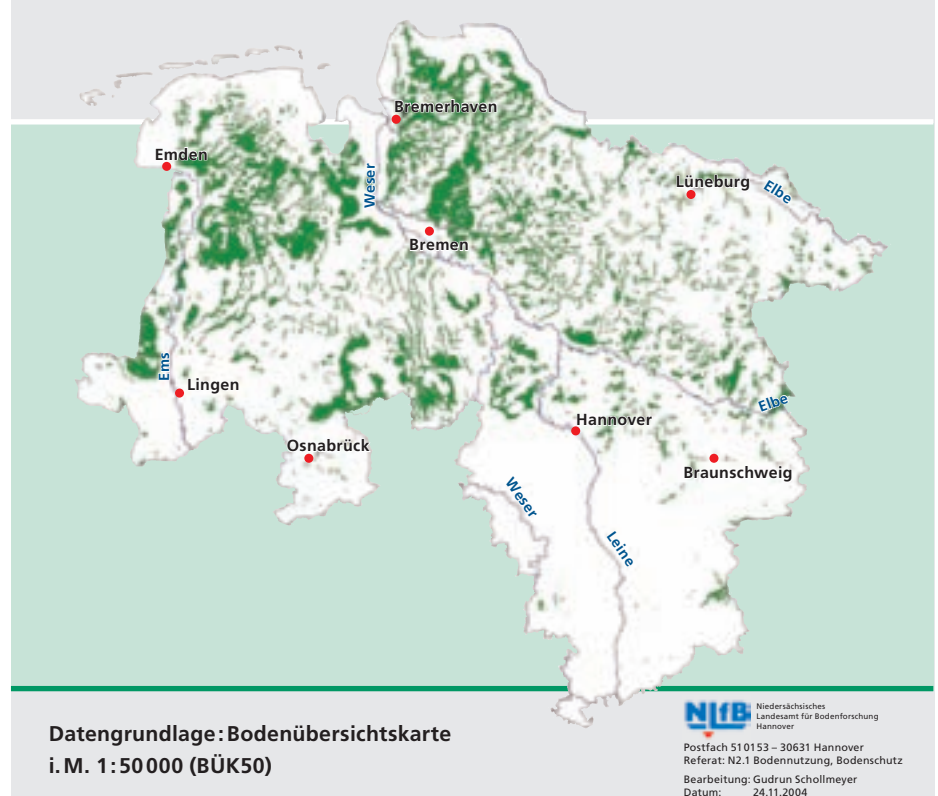 Bremerhaven
Emden
Weser
Lüneburg
Elbe
Bremen
Ems
Lingen
Elbe
Hannover
Osnabrück
Braunschweig
Weser
Leine
Datengrundlage: Bodenübersichtskarte
i. M. 1:50 000 (BÜK50)
NLfB
Niedersächsisches
Landesamt für Bodenforschung
Hannover
Postfach 510153 – 30631 Hannover
Referat: N2.1 Bodennutzung, Bodenschutz
Bearbeitung: Gudrun Schollmeyer
Datum: 24.11.2004